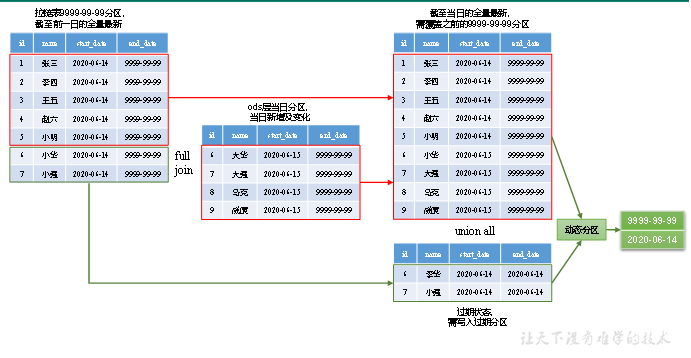 拉链表9999-99-99分区，
截至前一日的全量最新
id name start_date end_date
1 张三 2020-06-14 9999-99-99
2 李四 2020-06-14 9999-99-99
3 王五 2020-06-14 9999-99-99
4 赵六 2020-06-14 9999-99-99
5 小明 2020-06-14 9999-99-99
6 小华 2020-06-14 9999-99-99
7 小强 2020-06-14 9999-99-99
full
join
ods层当日分区，
当日新增及变化
id name start_date end_date
6 大华 2020-06-15 9999-99-99
7 大强 2020-06-15 9999-99-99
8 马克 2020-06-15 9999-99-99
9 2020-06-15 9999-99-99
截至当日的全量最新，
需覆盖之前的9999-99-99分区
id name start_date end_date
1 张三 2020-06-14 9999-99-99
2 李四 2020-06-14 9999-99-99
3 王五 2020-06-14 9999-99-99
4 赵六 2020-06-14 9999-99-99
5 小明 2020-06-14 9999-99-99
6 小华 2020-06-15 9999-99-99
7 大强 2020-06-15 9999-99-99
8 马克 2020-06-15 9999-99-99
9 2020-06-15 9999-99-99
union all
id name start_date end_date
6 李华 2020-06-14 2020-06-14
7 小强 2020-06-14 2020-06-14
过期状态，
需写入过期分区
动态分区
9999-99-99
2020-06-14
让天下没有难学的技术